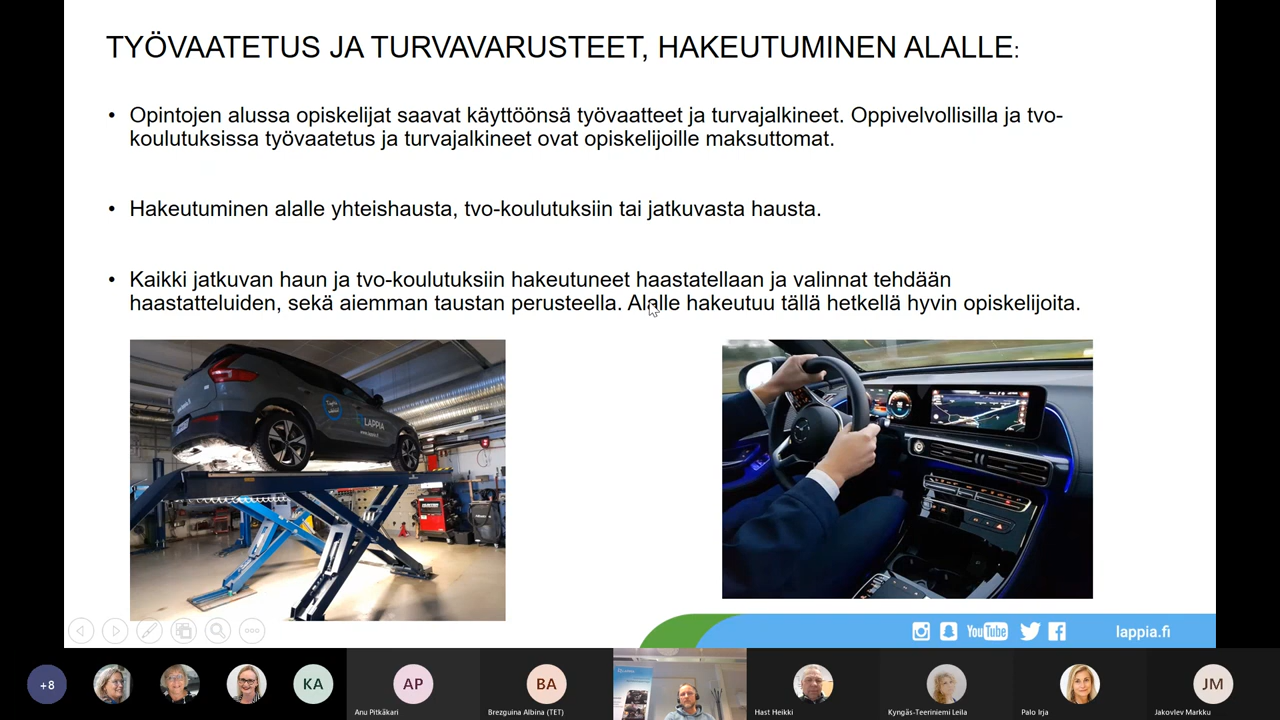 TYÖVAATETUS JA TURVAVARUSTEET, HAKEUTUMINEN ALALLE:
• Opintojen alussa opiskelijat saavat käyttöönsä työvaatteet ja turvajalkineet. Oppivelvollisilla ja tvo-
koulutuksissa työvaatetus ja turvajalkineet ovat opiskelijoille maksuttomat.
• Hakeutuminen alalle yhteishausta, tvo-koulutuksiin tai jatkuvasta hausta.
• Kaikki jatkuvan haun ja tvo-koulutuksiin hakeutuneet haastatellaan ja valinnat tehdään
haastatteluiden, sekä aiemman taustan perusteella. Alalle hakeutuu tällä hetkellä hyvin opiskelijoita.
LAPPIA
YouTube
lappia.fi
+8
KA
AP
BA
JM
Anu Pitkäkari
Brezguina Albina (TET)
Hast Heikki
Kyngäs-Teeriniemi Leila
Palo Irja
Jakovlev Markku